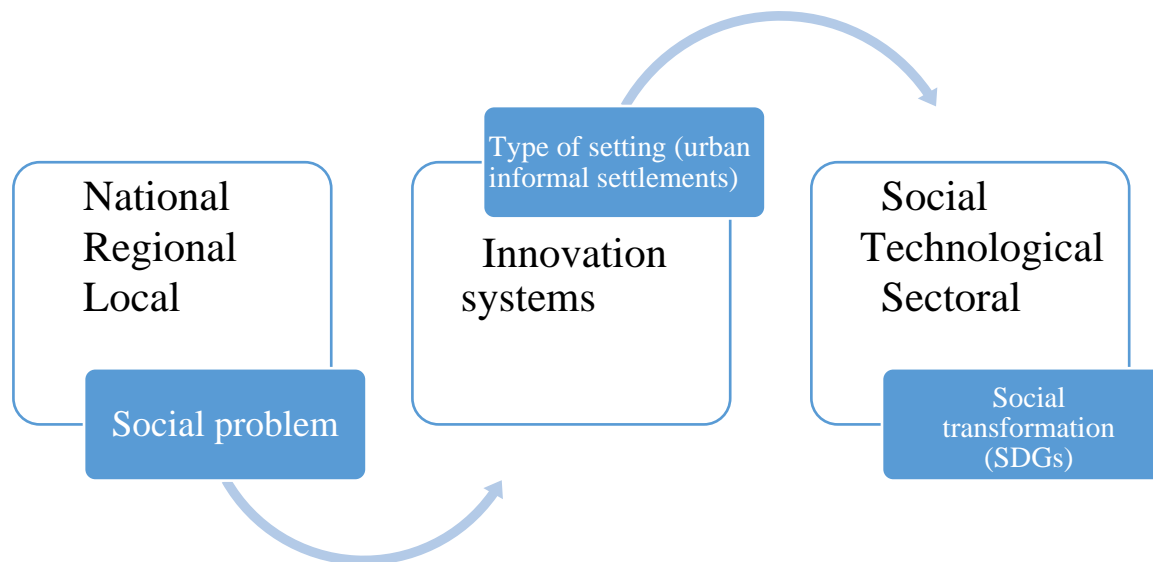 National
Regional
Local
Social problem
Type of setting (urban
informal settlements)
Innovation
systems
Social
Technological
Sectoral
Social
transformation
(SDGs)